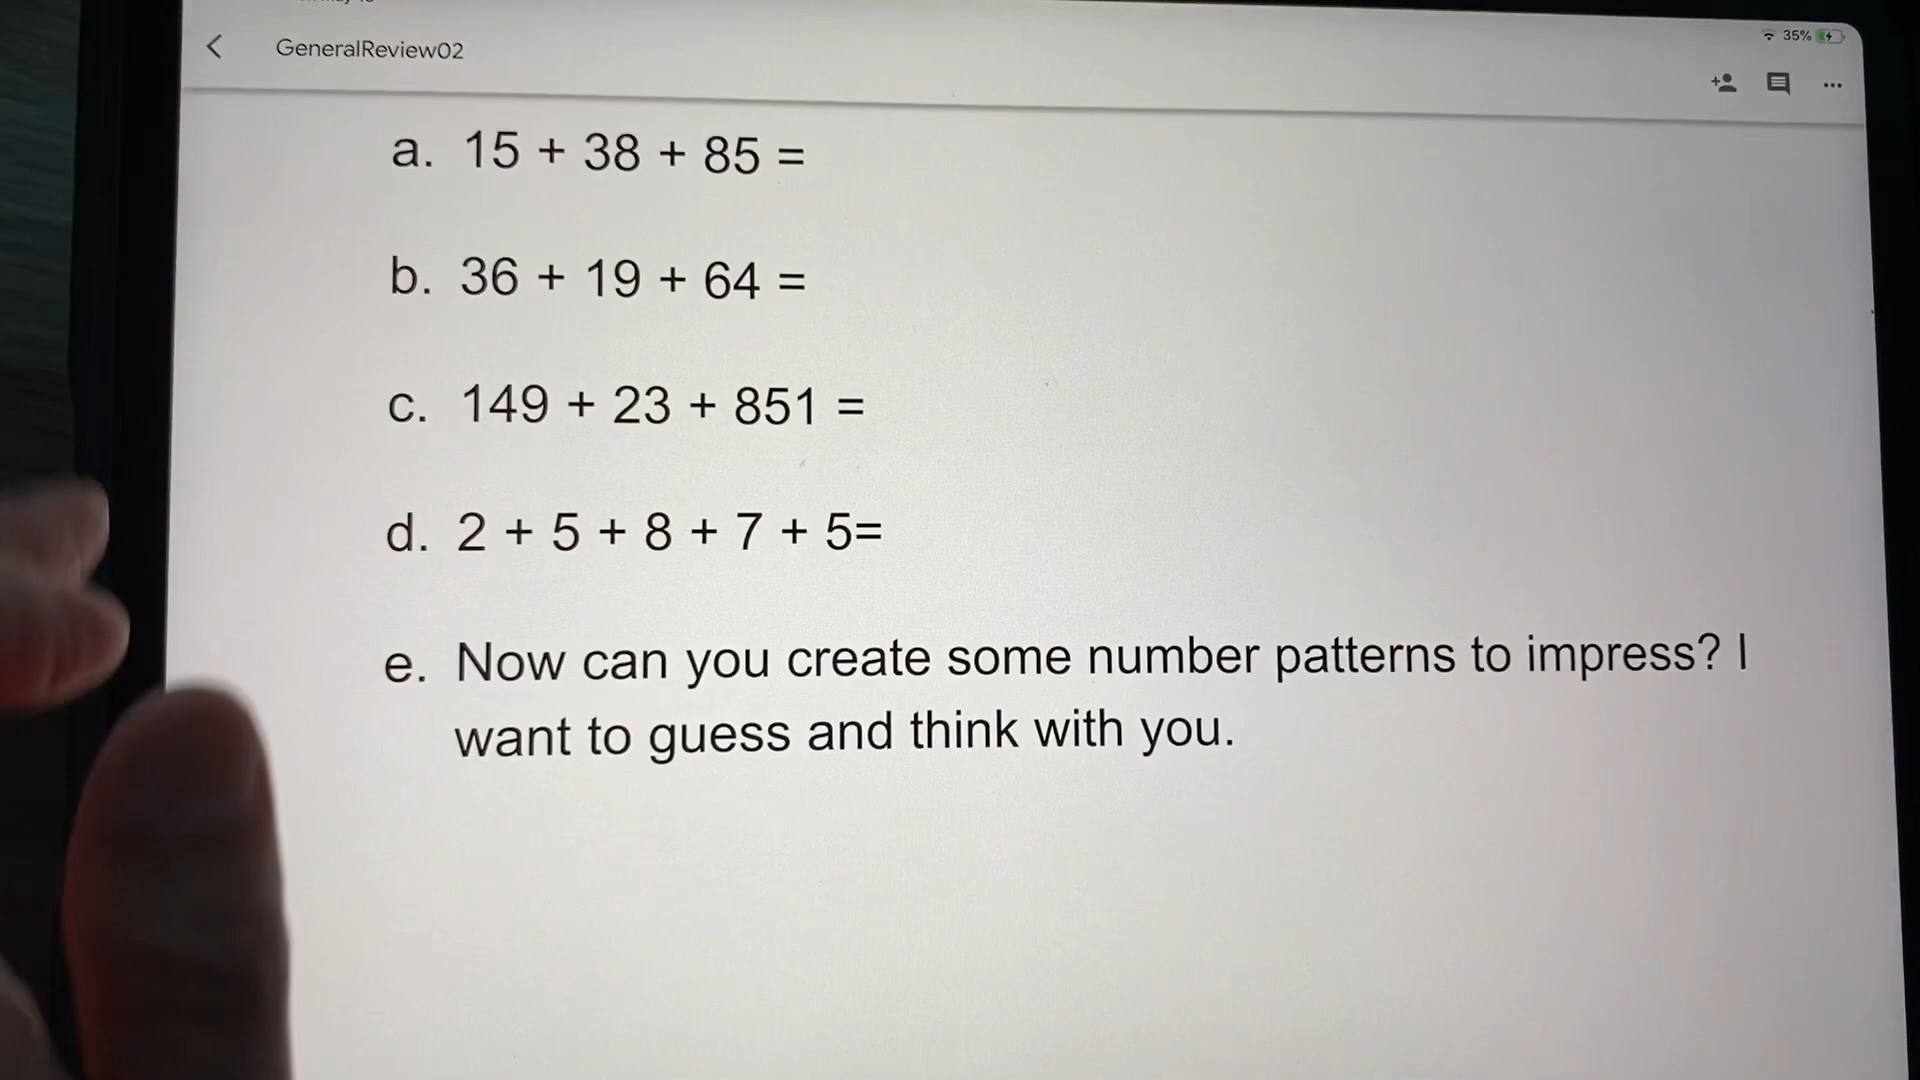 35%
GeneralReview02
a. 15 + 38 + 85 =
b. 36 + 19 + 64 =
c. 149 + 23 + 851 =
d. 2 + 5 + 8 + 7 + 5=
e. Now can you create some number patterns to impress? I
want to guess and think with you.